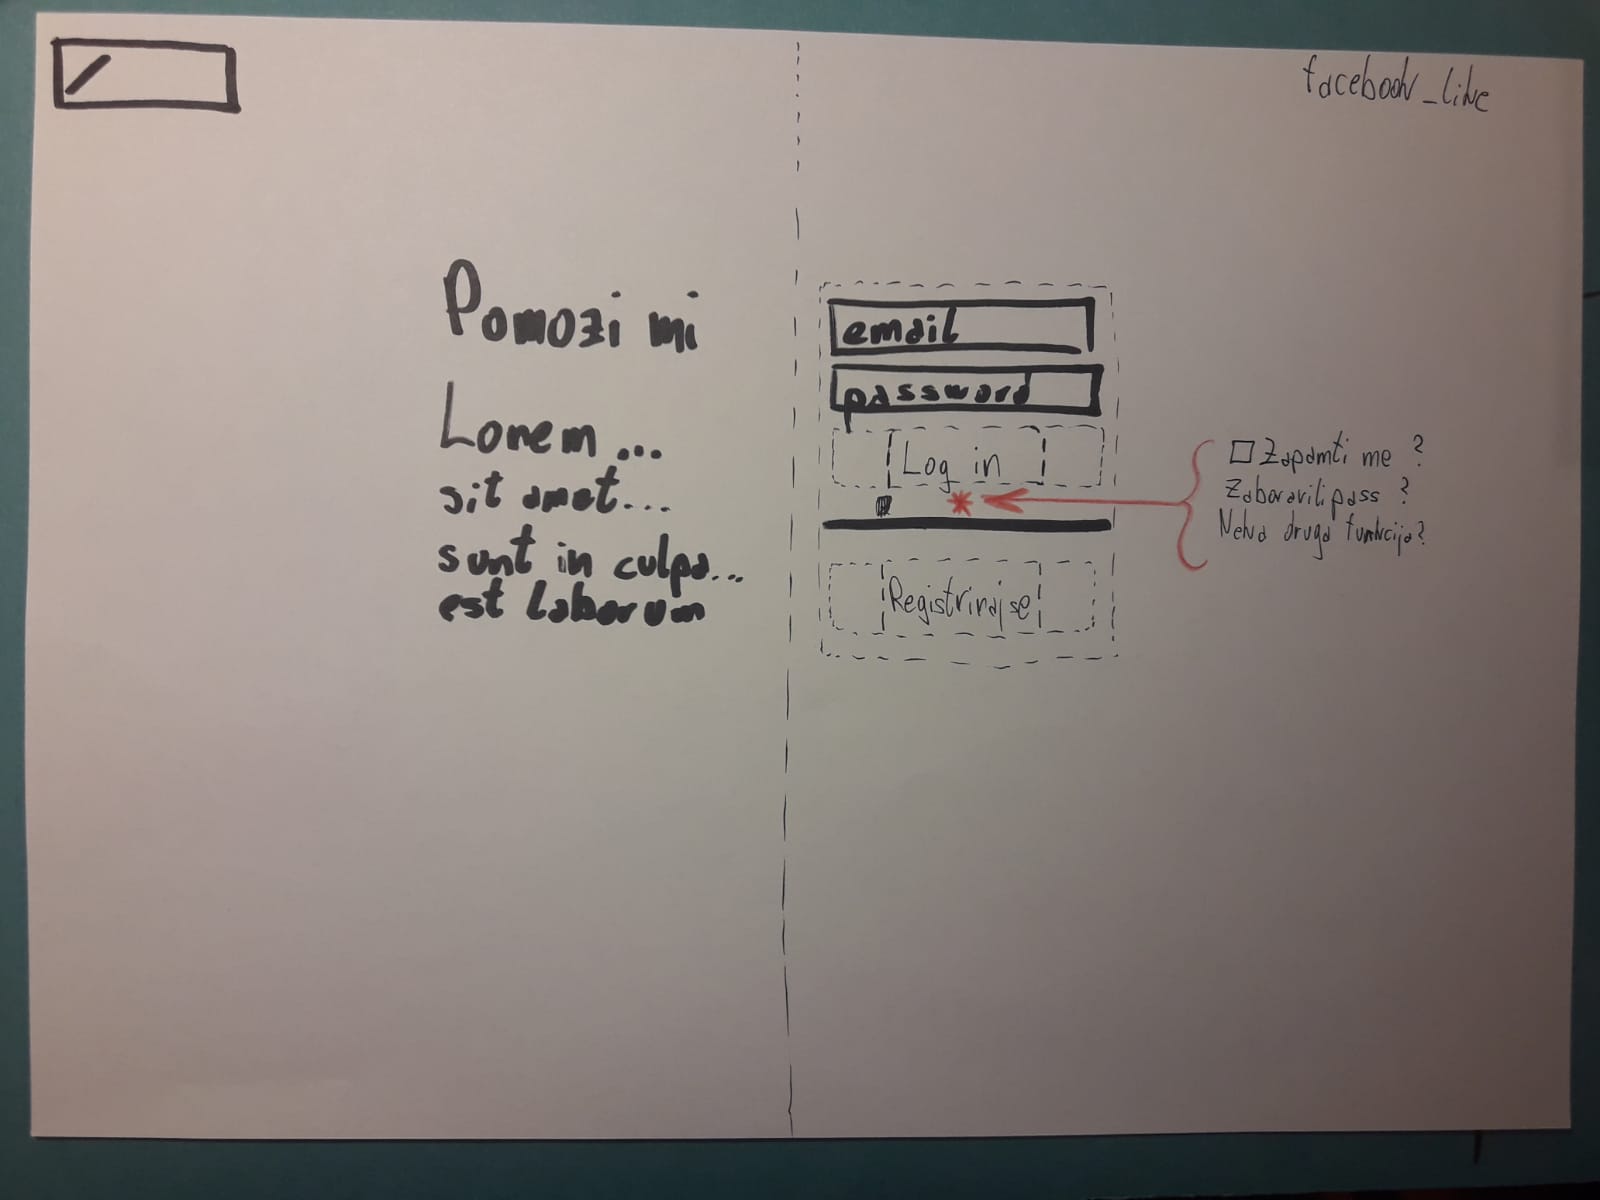 facebook_like
Pomozi mi
Lorem ...
sit amet...
sunt in culpa...
est laborum
email
password
Log in
Zapamti me ?
Zaboravili pass ?
Neka druga funkcija?
Registriraj se